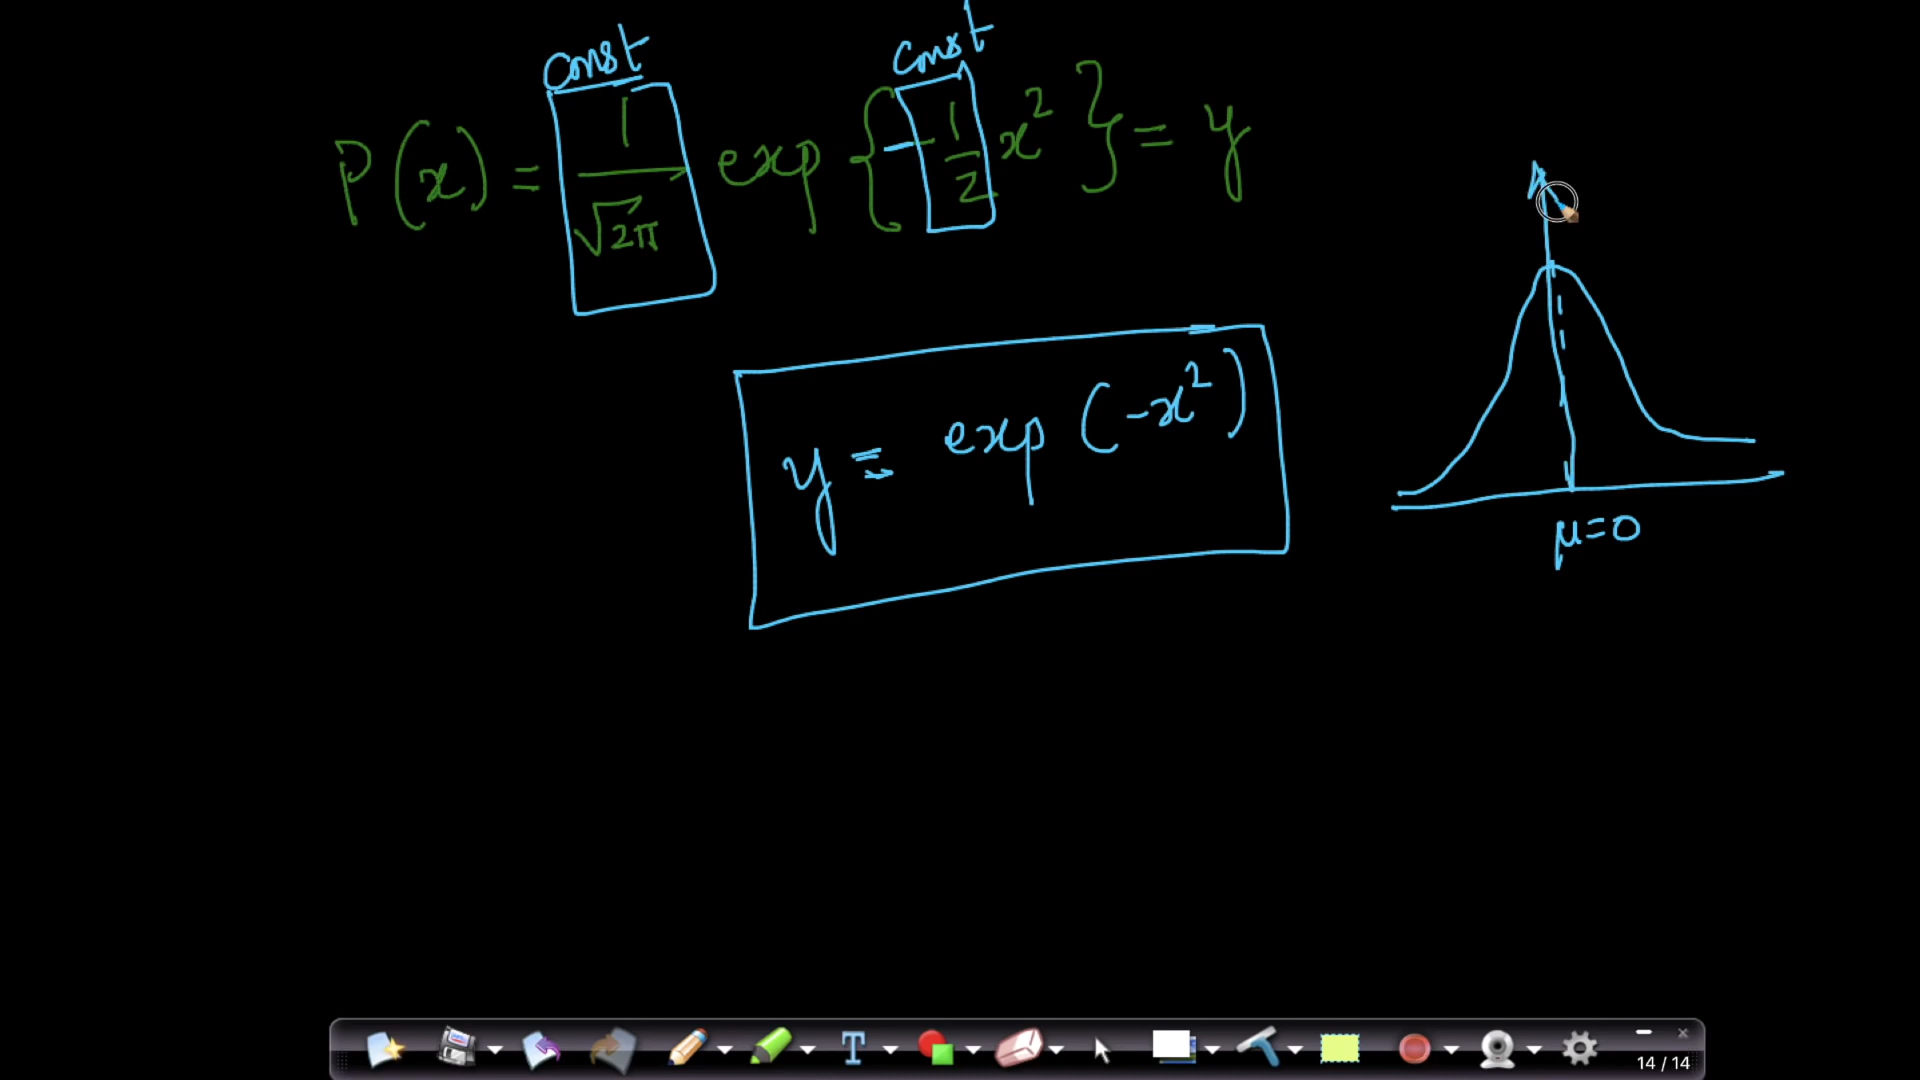 const const
P(x) = 1/√2π exp{-1/2 x²} = y
y = exp(-x²)
μ=0
T
14 / 14